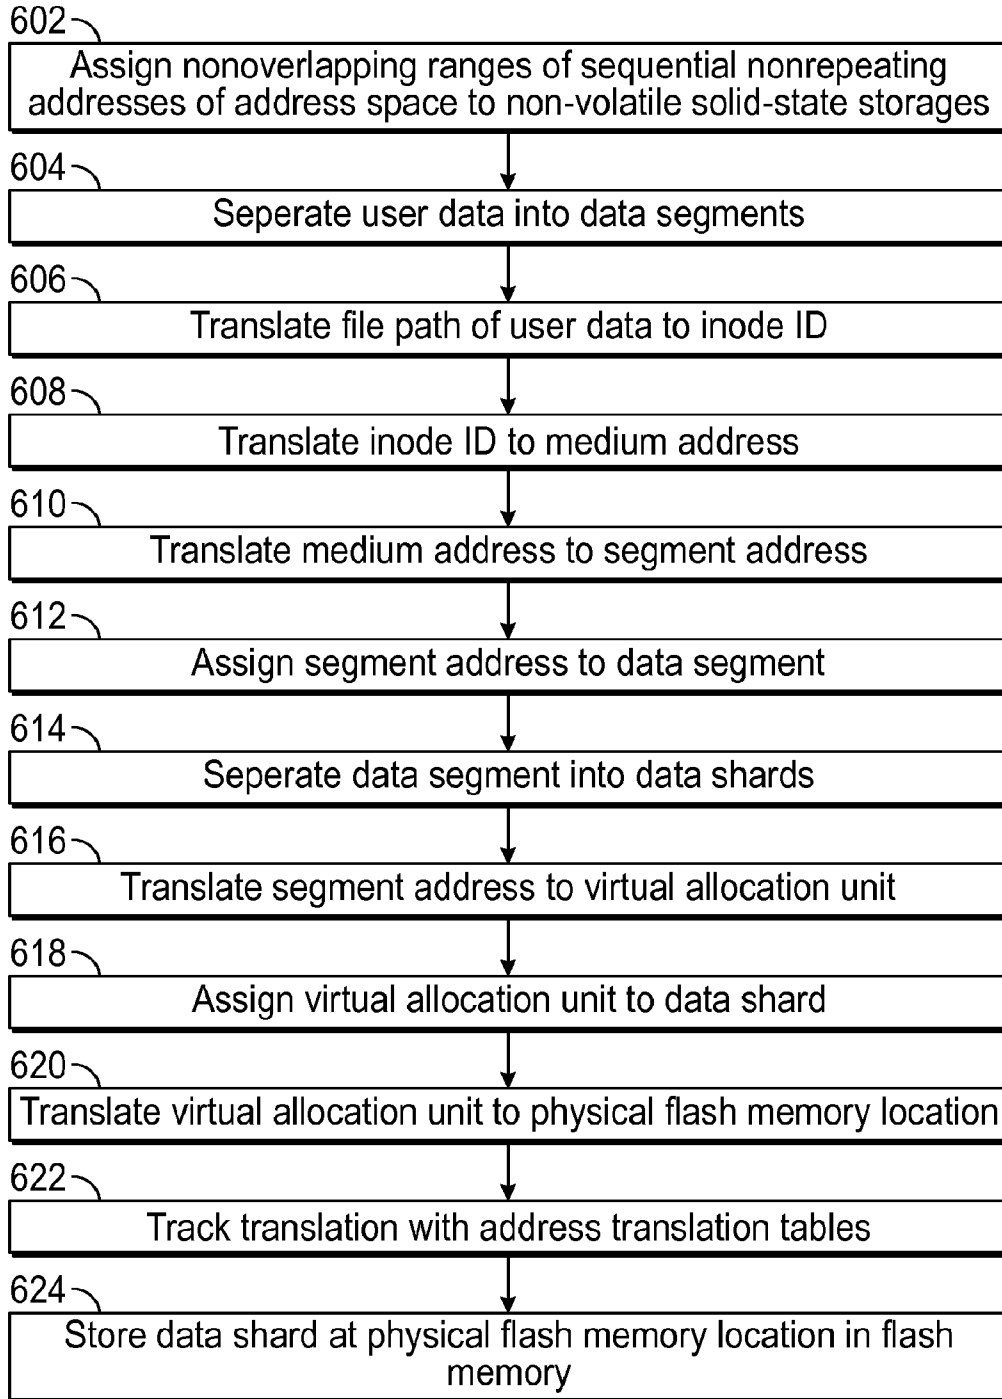 602
Assign nonoverlapping ranges of sequential nonrepeating
addresses of address space to non-volatile solid-state storages
604
Seperate user data into data segments
606
Translate file path of user data to inode ID
608
Translate inode ID to medium address
610
Translate medium address to segment address
612
Assign segment address to data segment
614
Seperate data segment into data shards
616
Translate segment address to virtual allocation unit
618
Assign virtual allocation unit to data shard
620
Translate virtual allocation unit to physical flash memory location
622
Track translation with address translation tables
624
Store data shard at physical flash memory location in flash
memory